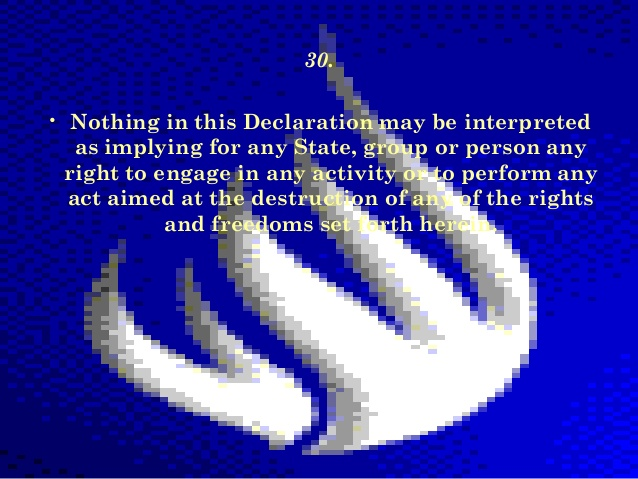 30.
• Nothing in this Declaration may be interpreted
as implying for any State, group or person any
right to engage in any activity or to perform any
act aimed at the destruction of any of the rights
and freedoms set forth herein.